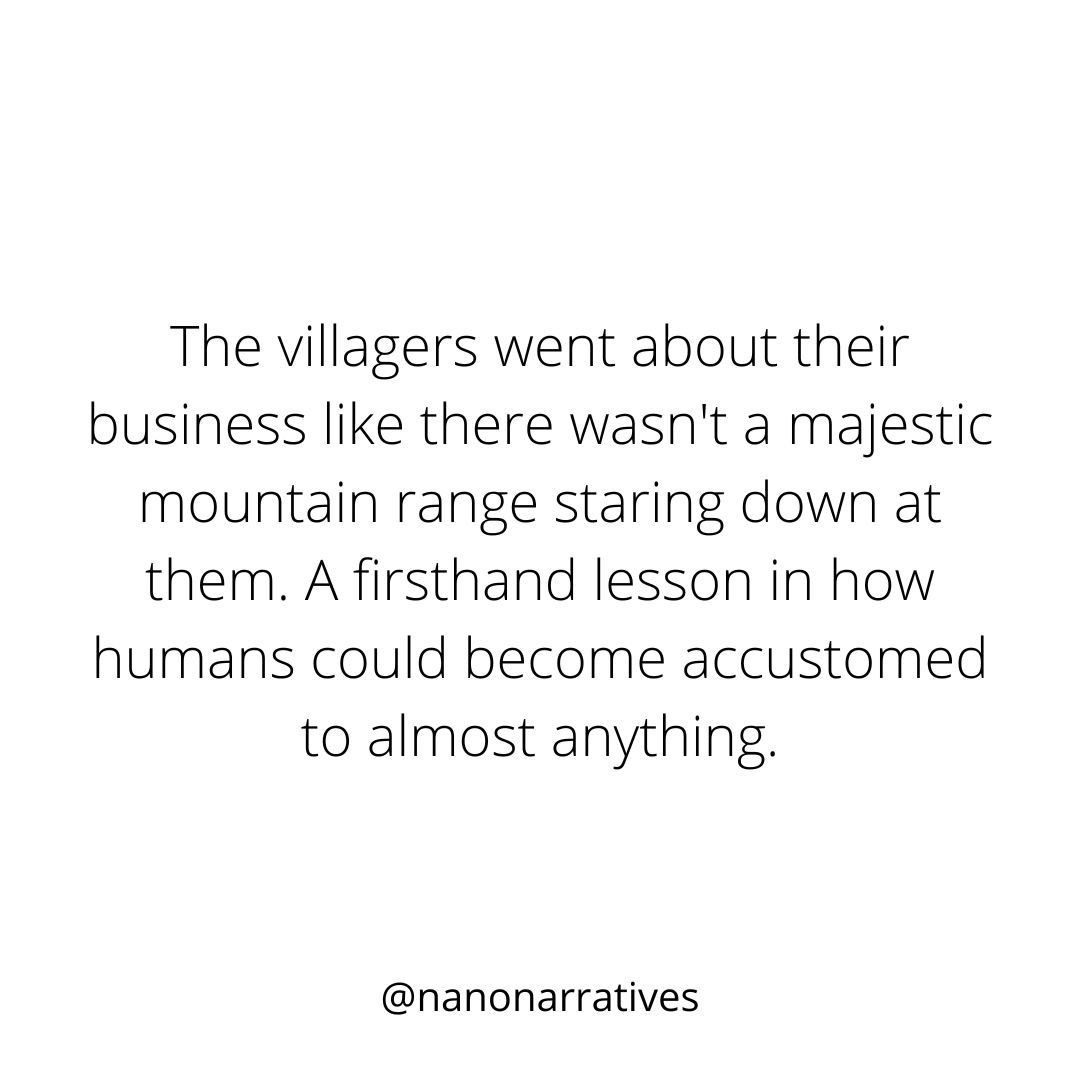 The villagers went about their
business like there wasn't a majestic
mountain range staring down at
them. A firsthand lesson in how
humans could become accustomed
to almost anything.
@nanonarratives